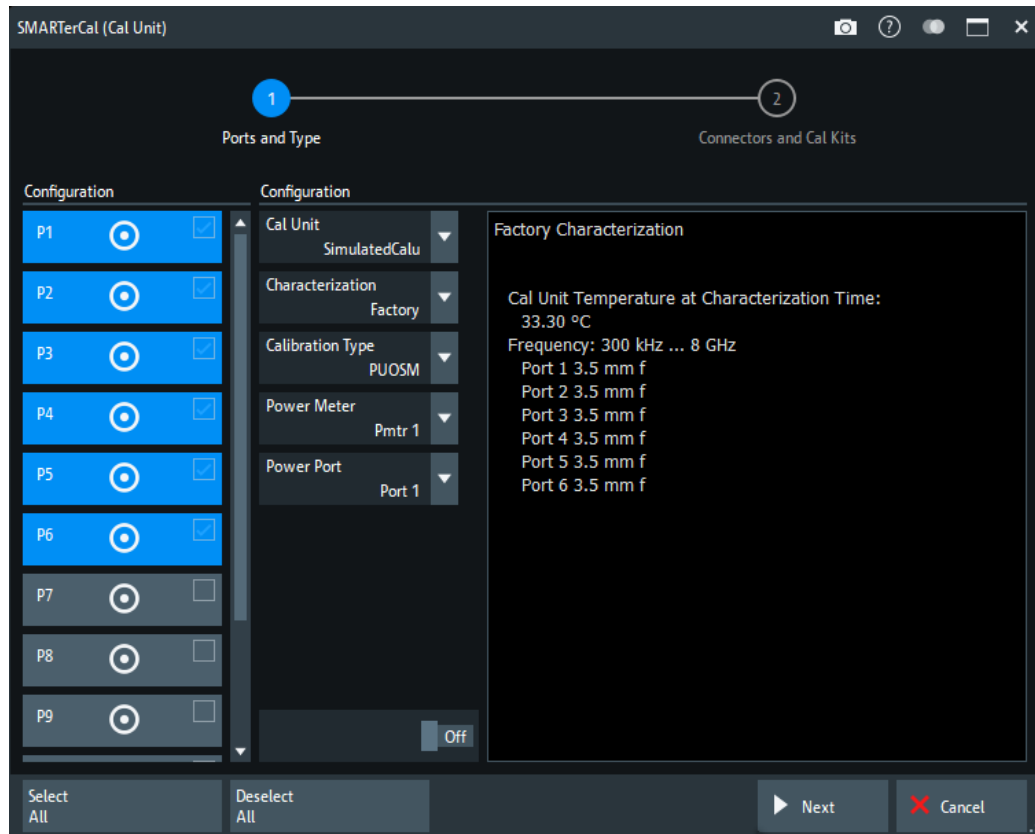 SMARTerCal (Cal Unit)
1
2
Ports and Type
Connectors and Cal Kits
Configuration
P1
P2
P3
P4
P5
P6
P7
P8
P9
Configuration
Cal Unit
SimulatedCalu
Characterization
Factory
Calibration Type
PUOSM
Power Meter
Pmtr 1
Power Port
Port 1
Off
Factory Characterization
Cal Unit Temperature at Characterization Time:
33.30 ºC
Frequency: 300 kHz ... 8 GHz
Port 1 3.5 mm f
Port 2 3.5 mm f
Port 3 3.5 mm f
Port 4 3.5 mm f
Port 5 3.5 mm f
Port 6 3.5 mm f
Select
All
Deselect
All
Next
Cancel